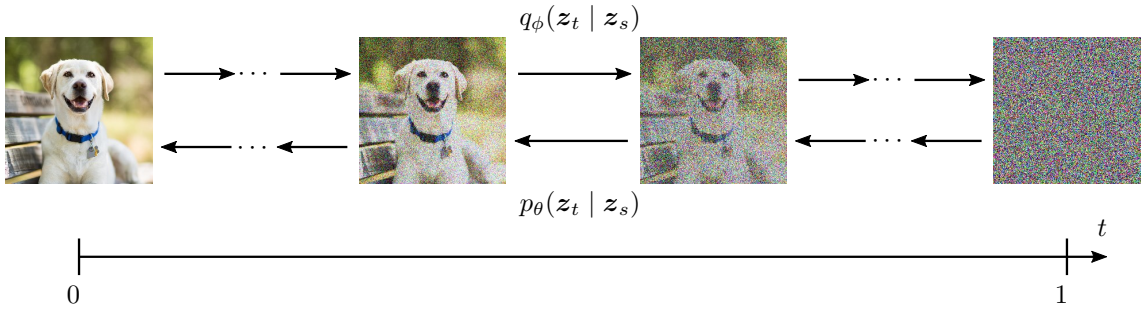 q_ϕ(z_t | z_s)
··· ···
··· ···
p_θ(z_t | z_s)
t
0 1